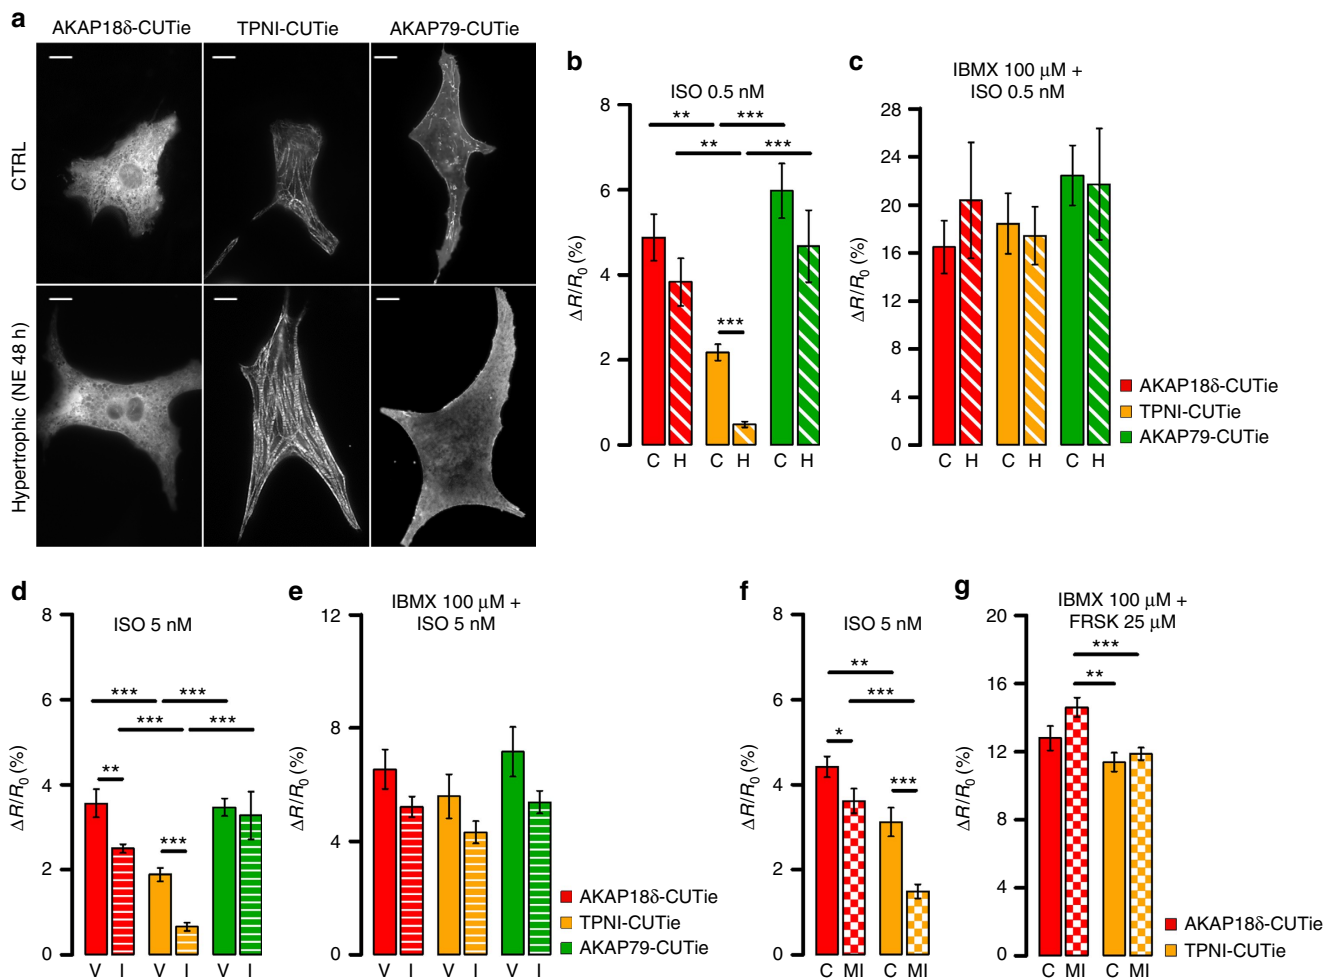 a
AKAP18δ-CUTie TPNI-CUTie AKAP79-CUTie
CTRL
Hypertrophic (NE 48 h)
b
ISO 0.5 nM
** ***
** ***
***
8
6
4
2
0
ΔR/R0 (%)
C H C H C H
c
IBMX 100 μM +
ISO 0.5 nM
28
24
20
16
12
8
4
0
ΔR/R0 (%)
C H C H C H
AKAP18δ-CUTie
TPNI-CUTie
AKAP79-CUTie
d
ISO 5 nM
*** ***
*** ***
**
***
8
6
4
2
0
ΔR/R0 (%)
V I V I V I
e
IBMX 100 μM +
ISO 5 nM
12
8
4
0
ΔR/R0 (%)
V I V I V I
AKAP18δ-CUTie
TPNI-CUTie
AKAP79-CUTie
f
ISO 5 nM
**
***
*
***
8
6
4
2
0
ΔR/R0 (%)
C MI C MI
g
IBMX 100 μM +
FRSK 25 μM
***
**
20
16
12
8
4
0
ΔR/R0 (%)
C MI C MI
AKAP18δ-CUTie
TPNI-CUTie